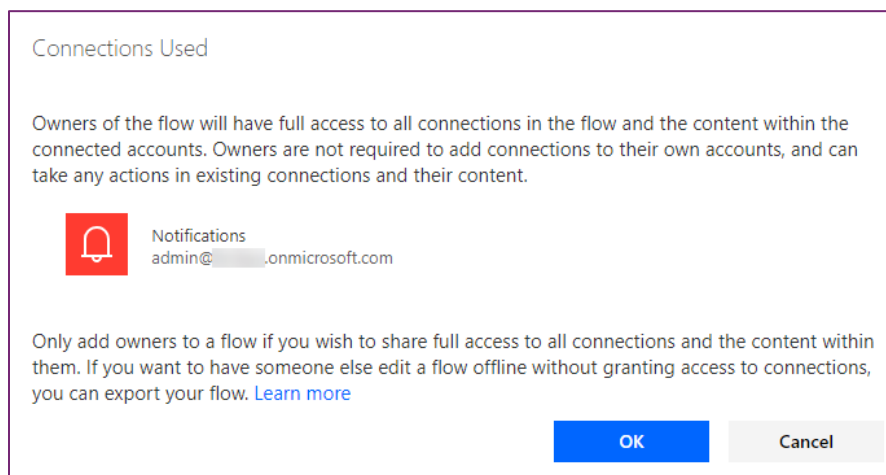 Connections Used
Owners of the flow will have full access to all connections in the flow and the content within the
connected accounts. Owners are not required to add connections to their own accounts, and can
take any actions in existing connections and their content.
Notifications
admin@ .onmicrosoft.com
Only add owners to a flow if you wish to share full access to all connections and the content within
them. If you want to have someone else edit a flow offline without granting access to connections,
you can export your flow. Learn more
OK Cancel